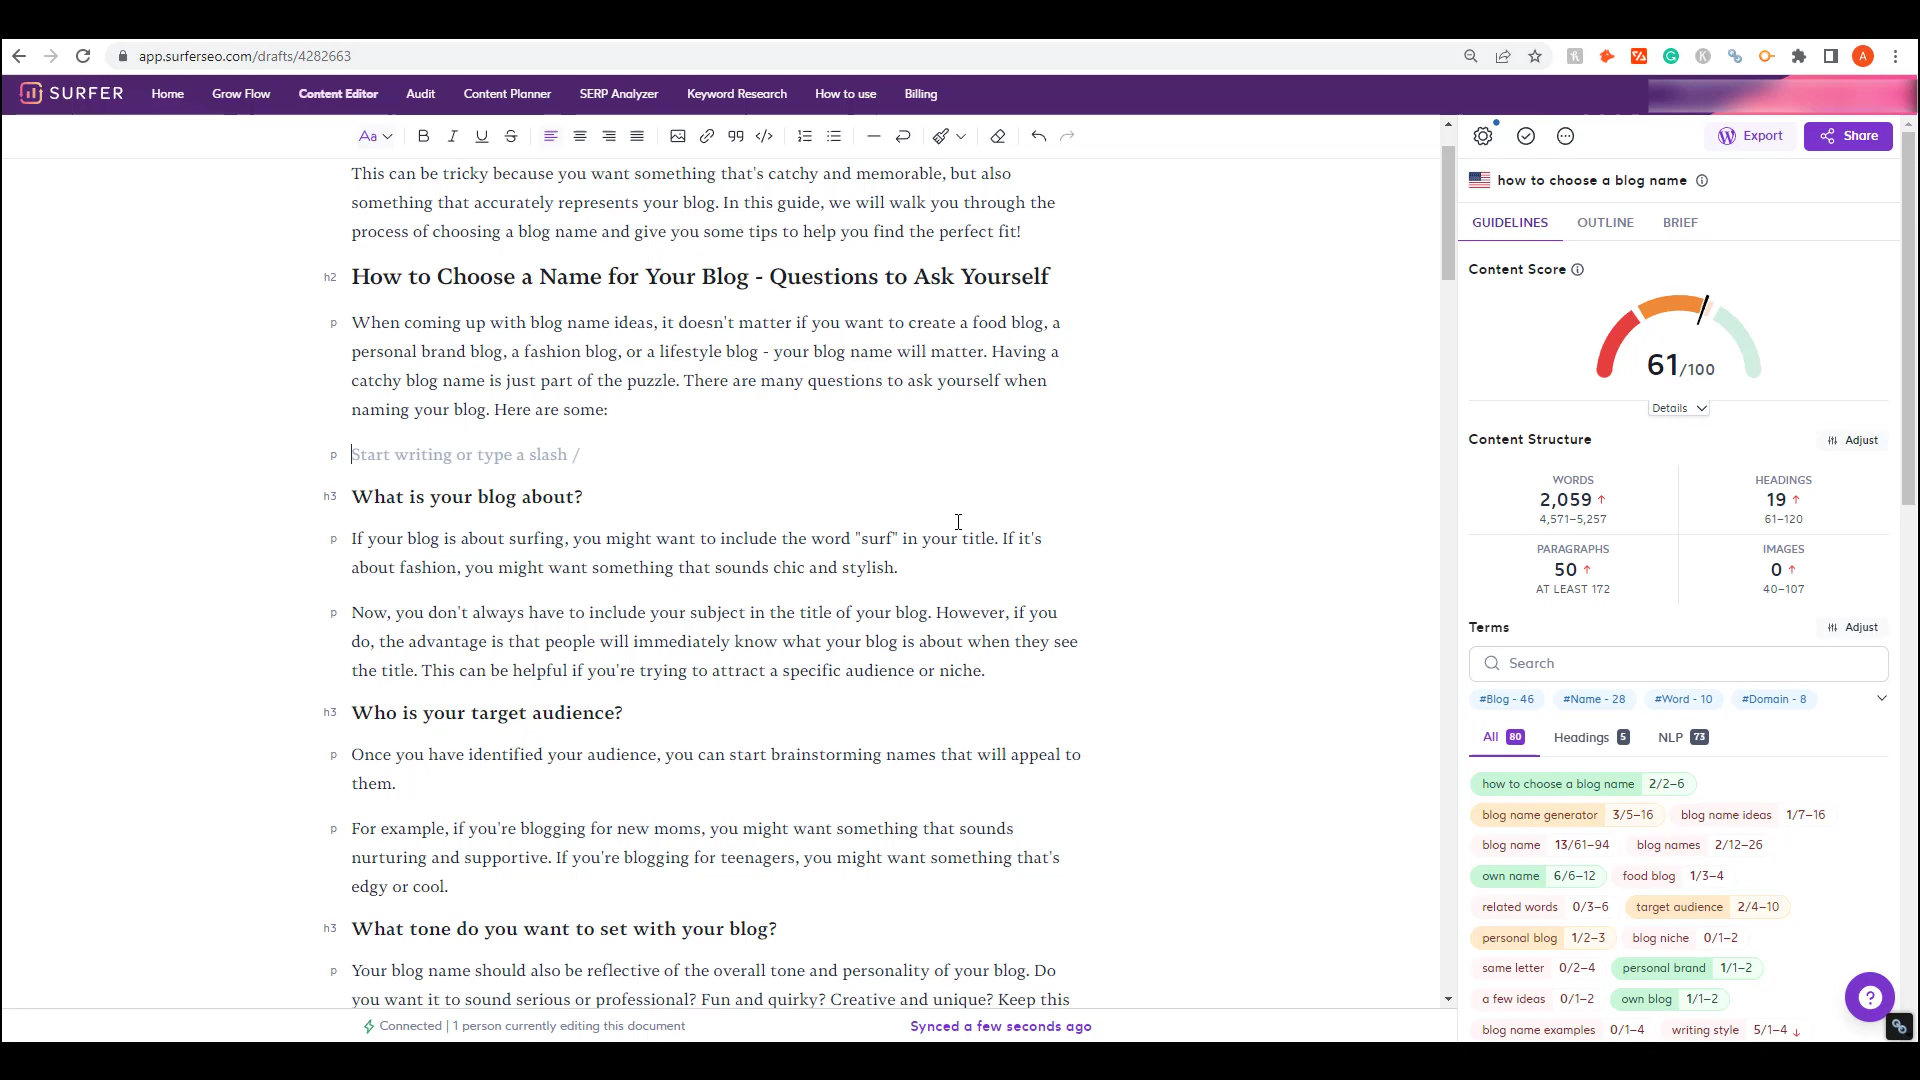 app.surferseo.com/drafts/4282663
A
SURFER
Home
Grow Flow
Content Editor
Audit
Content Planner
SERP Analyzer
Keyword Research
How to use
Billing
Aa
B
I
U
S
Export
Share
This can be tricky because you want something that's catchy and memorable, but also
something that accurately represents your blog. In this guide, we will walk you through the
process of choosing a blog name and give you some tips to help you find the perfect fit!
h2
How to Choose a Name for Your Blog - Questions to Ask Yourself
p
When coming up with blog name ideas, it doesn't matter if you want to create a food blog, a
personal brand blog, a fashion blog, or a lifestyle blog - your blog name will matter. Having a
catchy blog name is just part of the puzzle. There are many questions to ask yourself when
naming your blog. Here are some:
p
Start writing or type a slash /
h3
What is your blog about?
p
If your blog is about surfing, you might want to include the word "surf" in your title. If it's
about fashion, you might want something that sounds chic and stylish.
p
Now, you don't always have to include your subject in the title of your blog. However, if you
do, the advantage is that people will immediately know what your blog is about when they see
the title. This can be helpful if you're trying to attract a specific audience or niche.
h3
Who is your target audience?
p
Once you have identified your audience, you can start brainstorming names that will appeal to
them.
p
For example, if you're blogging for new moms, you might want something that sounds
nurturing and supportive. If you're blogging for teenagers, you might want something that's
edgy or cool.
h3
What tone do you want to set with your blog?
p
Your blog name should also be reflective of the overall tone and personality of your blog. Do
you want it to sound serious or professional? Fun and quirky? Creative and unique? Keep this
Connected | 1 person currently editing this document
Synced a few seconds ago
how to choose a blog name
GUIDELINES
OUTLINE
BRIEF
Content Score
61/100
Details
Content Structure
Adjust
WORDS
2,059
4,571–5,257
HEADINGS
19
61–120
PARAGRAPHS
50
AT LEAST 172
IMAGES
0
40–107
Terms
Adjust
Search
#Blog - 46
#Name - 28
#Word - 10
#Domain - 8
All 80
Headings 5
NLP 73
how to choose a blog name 2/2–6
blog name generator 3/5–16
blog name ideas 1/7–16
blog name 13/61–94
blog names 2/12–26
own name 6/6–12
food blog 1/3–4
related words 0/3–6
target audience 2/4–10
personal blog 1/2–3
blog niche 0/1–2
same letter 0/2–4
personal brand 1/1–2
a few ideas 0/1–2
own blog 1/1–2
blog name examples 0/1–4
writing style 5/1–4
?